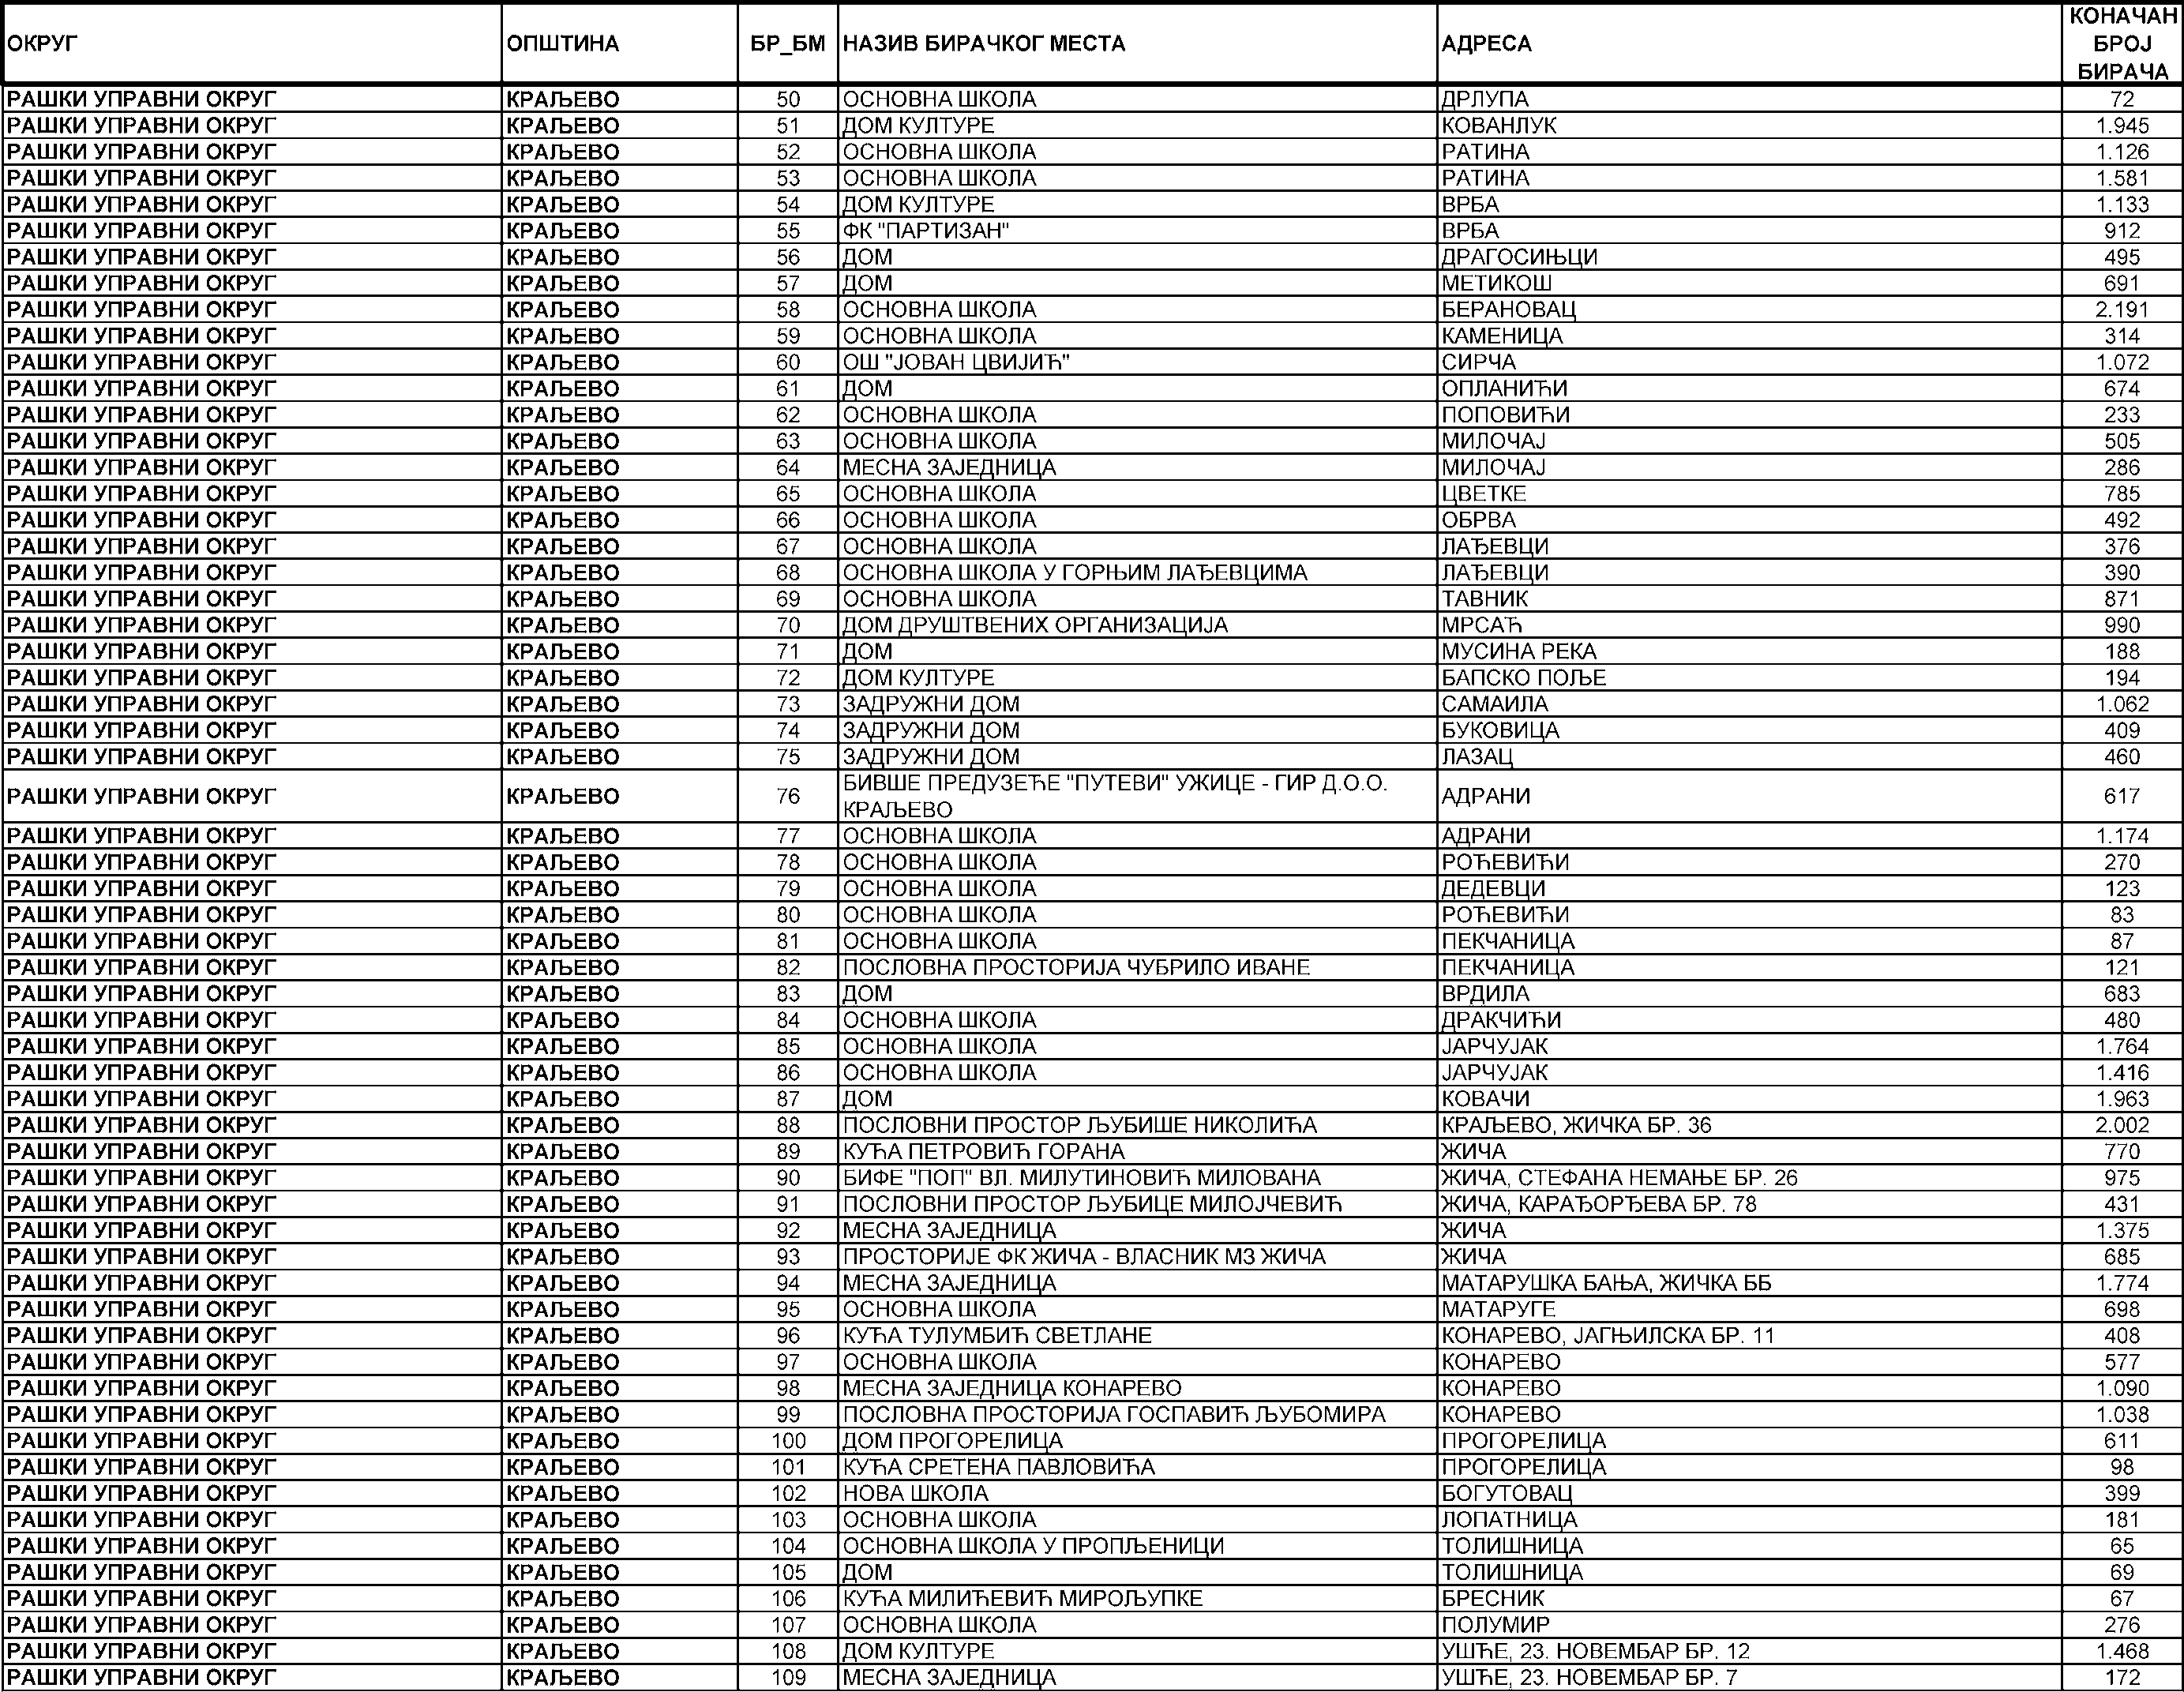 ОКРУГ ОПШТИНА БР_БМ НАЗИВ БИРАЧКОГ МЕСТА АДРЕСА КОНАЧАН БРОЈ БИРАЧА
РАШКИ УПРАВНИ ОКРУГ КРАЉЕВО 50 ОСНОВНА ШКОЛА ДРЛУПА 72
РАШКИ УПРАВНИ ОКРУГ КРАЉЕВО 51 ДОМ КУЛТУРЕ КОВАНЛУК 1.945
РАШКИ УПРАВНИ ОКРУГ КРАЉЕВО 52 ОСНОВНА ШКОЛА РАТИНА 1.126
РАШКИ УПРАВНИ ОКРУГ КРАЉЕВО 53 ОСНОВНА ШКОЛА РАТИНА 1.581
РАШКИ УПРАВНИ ОКРУГ КРАЉЕВО 54 ДОМ КУЛТУРЕ ВРБА 1.133
РАШКИ УПРАВНИ ОКРУГ КРАЉЕВО 55 ФК "ПАРТИЗАН" ВРБА 912
РАШКИ УПРАВНИ ОКРУГ КРАЉЕВО 56 ДОМ ДРАГОСИЊЦИ 495
РАШКИ УПРАВНИ ОКРУГ КРАЉЕВО 57 ДОМ МЕТИКОШ 691
РАШКИ УПРАВНИ ОКРУГ КРАЉЕВО 58 ОСНОВНА ШКОЛА БЕРАНОВАЦ 2.191
РАШКИ УПРАВНИ ОКРУГ КРАЉЕВО 59 ОСНОВНА ШКОЛА КАМЕНИЦА 314
РАШКИ УПРАВНИ ОКРУГ КРАЉЕВО 60 ОШ "ЈОВАН ЦВИЈИЋ" СИРЧА 1.072
РАШКИ УПРАВНИ ОКРУГ КРАЉЕВО 61 ДОМ ОПЛАНИЋИ 674
РАШКИ УПРАВНИ ОКРУГ КРАЉЕВО 62 ОСНОВНА ШКОЛА ПОПОВИЋИ 233
РАШКИ УПРАВНИ ОКРУГ КРАЉЕВО 63 ОСНОВНА ШКОЛА МИЛОЧАЈ 505
РАШКИ УПРАВНИ ОКРУГ КРАЉЕВО 64 МЕСНА ЗАЈЕДНИЦА МИЛОЧАЈ 286
РАШКИ УПРАВНИ ОКРУГ КРАЉЕВО 65 ОСНОВНА ШКОЛА ЦВЕТКЕ 785
РАШКИ УПРАВНИ ОКРУГ КРАЉЕВО 66 ОСНОВНА ШКОЛА ОБРВА 492
РАШКИ УПРАВНИ ОКРУГ КРАЉЕВО 67 ОСНОВНА ШКОЛА ЛАЂЕВЦИ 376
РАШКИ УПРАВНИ ОКРУГ КРАЉЕВО 68 ОСНОВНА ШКОЛА У ГОРЊИМ ЛАЂЕВЦИМА ЛАЂЕВЦИ 390
РАШКИ УПРАВНИ ОКРУГ КРАЉЕВО 69 ОСНОВНА ШКОЛА ТАВНИК 871
РАШКИ УПРАВНИ ОКРУГ КРАЉЕВО 70 ДОМ ДРУШТВЕНИХ ОРГАНИЗАЦИЈА МРСАЋ 990
РАШКИ УПРАВНИ ОКРУГ КРАЉЕВО 71 ДОМ МУСИНА РЕКА 188
РАШКИ УПРАВНИ ОКРУГ КРАЉЕВО 72 ДОМ КУЛТУРЕ БАПСКО ПОЉЕ 194
РАШКИ УПРАВНИ ОКРУГ КРАЉЕВО 73 ЗАДРУЖНИ ДОМ САМАИЛА 1.062
РАШКИ УПРАВНИ ОКРУГ КРАЉЕВО 74 ЗАДРУЖНИ ДОМ БУКОВИЦА 409
РАШКИ УПРАВНИ ОКРУГ КРАЉЕВО 75 ЗАДРУЖНИ ДОМ ЛАЗАЦ 460
РАШКИ УПРАВНИ ОКРУГ КРАЉЕВО 76 БИВШЕ ПРЕДУЗЕЋЕ "ПУТЕВИ" УЖИЦЕ - ГИР Д.О.О. КРАЉЕВО АДРАНИ 617
РАШКИ УПРАВНИ ОКРУГ КРАЉЕВО 77 ОСНОВНА ШКОЛА АДРАНИ 1.174
РАШКИ УПРАВНИ ОКРУГ КРАЉЕВО 78 ОСНОВНА ШКОЛА РОЋЕВИЋИ 270
РАШКИ УПРАВНИ ОКРУГ КРАЉЕВО 79 ОСНОВНА ШКОЛА ДЕДЕВЦИ 123
РАШКИ УПРАВНИ ОКРУГ КРАЉЕВО 80 ОСНОВНА ШКОЛА РОЋЕВИЋИ 83
РАШКИ УПРАВНИ ОКРУГ КРАЉЕВО 81 ОСНОВНА ШКОЛА ПЕКЧАНИЦА 87
РАШКИ УПРАВНИ ОКРУГ КРАЉЕВО 82 ПОСЛОВНА ПРОСТОРИЈА ЧУБРИЛО ИВАНЕ ПЕКЧАНИЦА 121
РАШКИ УПРАВНИ ОКРУГ КРАЉЕВО 83 ДОМ ВРДИЛА 683
РАШКИ УПРАВНИ ОКРУГ КРАЉЕВО 84 ОСНОВНА ШКОЛА ДРАКЧИЋИ 480
РАШКИ УПРАВНИ ОКРУГ КРАЉЕВО 85 ОСНОВНА ШКОЛА ЈАРЧУЈАК 1.764
РАШКИ УПРАВНИ ОКРУГ КРАЉЕВО 86 ОСНОВНА ШКОЛА ЈАРЧУЈАК 1.416
РАШКИ УПРАВНИ ОКРУГ КРАЉЕВО 87 ДОМ КОВАЧИ 1.963
РАШКИ УПРАВНИ ОКРУГ КРАЉЕВО 88 ПОСЛОВНИ ПРОСТОР ЉУБИШЕ НИКОЛИЋА КРАЉЕВО, ЖИЧКА БР. 36 2.002
РАШКИ УПРАВНИ ОКРУГ КРАЉЕВО 89 КУЋА ПЕТРОВИЋ ГОРАНА ЖИЧА 770
РАШКИ УПРАВНИ ОКРУГ КРАЉЕВО 90 БИФЕ "ПОП" ВЛ. МИЛУТИНОВИЋ МИЛОВАНА ЖИЧА, СТЕФАНА НЕМАЊЕ БР. 26 975
РАШКИ УПРАВНИ ОКРУГ КРАЉЕВО 91 ПОСЛОВНИ ПРОСТОР ЉУБИЦЕ МИЛОЈЧЕВИЋ ЖИЧА, КАРАЂОРЂЕВА БР. 78 431
РАШКИ УПРАВНИ ОКРУГ КРАЉЕВО 92 МЕСНА ЗАЈЕДНИЦА ЖИЧА 1.375
РАШКИ УПРАВНИ ОКРУГ КРАЉЕВО 93 ПРОСТОРИЈЕ ФК ЖИЧА - ВЛАСНИК МЗ ЖИЧА ЖИЧА 685
РАШКИ УПРАВНИ ОКРУГ КРАЉЕВО 94 МЕСНА ЗАЈЕДНИЦА МАТАРУШКА БАЊА, ЖИЧКА ББ 1.774
РАШКИ УПРАВНИ ОКРУГ КРАЉЕВО 95 ОСНОВНА ШКОЛА МАТАРУГЕ 698
РАШКИ УПРАВНИ ОКРУГ КРАЉЕВО 96 КУЋА ТУЛУМБИЋ СВЕТЛАНЕ КОНАРЕВО, ЈАГЊИЛСКА БР. 11 408
РАШКИ УПРАВНИ ОКРУГ КРАЉЕВО 97 ОСНОВНА ШКОЛА КОНАРЕВО 577
РАШКИ УПРАВНИ ОКРУГ КРАЉЕВО 98 МЕСНА ЗАЈЕДНИЦА КОНАРЕВО КОНАРЕВО 1.090
РАШКИ УПРАВНИ ОКРУГ КРАЉЕВО 99 ПОСЛОВНА ПРОСТОРИЈА ГОСПАВИЋ ЉУБОМИРА КОНАРЕВО 1.038
РАШКИ УПРАВНИ ОКРУГ КРАЉЕВО 100 ДОМ ПРОГОРЕЛИЦА ПРОГОРЕЛИЦА 611
РАШКИ УПРАВНИ ОКРУГ КРАЉЕВО 101 КУЋА СРЕТЕНА ПАВЛОВИЋА ПРОГОРЕЛИЦА 98
РАШКИ УПРАВНИ ОКРУГ КРАЉЕВО 102 НОВА ШКОЛА БОГУТОВАЦ 399
РАШКИ УПРАВНИ ОКРУГ КРАЉЕВО 103 ОСНОВНА ШКОЛА ЛОПАТНИЦА 181
РАШКИ УПРАВНИ ОКРУГ КРАЉЕВО 104 ОСНОВНА ШКОЛА У ПРОПЉЕНИЦИ ТОЛИШНИЦА 65
РАШКИ УПРАВНИ ОКРУГ КРАЉЕВО 105 ДОМ ТОЛИШНИЦА 69
РАШКИ УПРАВНИ ОКРУГ КРАЉЕВО 106 КУЋА МИЛИЋЕВИЋ МИРОЉУПКЕ БРЕСНИК 67
РАШКИ УПРАВНИ ОКРУГ КРАЉЕВО 107 ОСНОВНА ШКОЛА ПОЛУМИР 276
РАШКИ УПРАВНИ ОКРУГ КРАЉЕВО 108 ДОМ КУЛТУРЕ УШЋЕ, 23. НОВЕМБАР БР. 12 1.468
РАШКИ УПРАВНИ ОКРУГ КРАЉЕВО 109 МЕСНА ЗАЈЕДНИЦА УШЋЕ, 23. НОВЕМБАР БР. 7 172